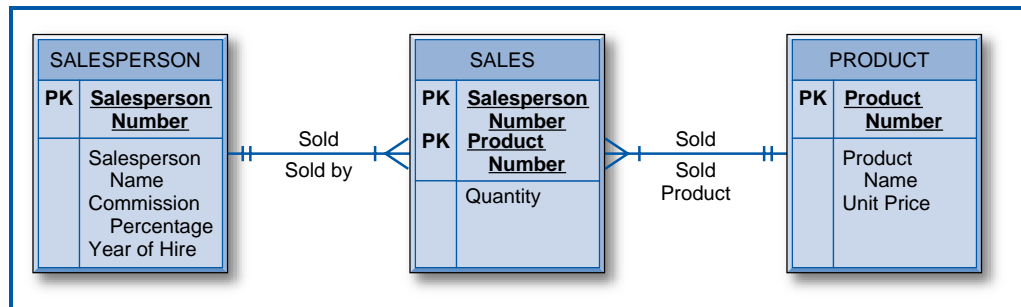 SALESPERSON
PK Salesperson
Number
Salesperson
Name
Commission
Percentage
Year of Hire
Sold
Sold by
SALES
PK Salesperson
Number
PK Product
Number
Quantity
Sold
Sold
Product
PRODUCT
PK Product
Number
Product
Name
Unit Price